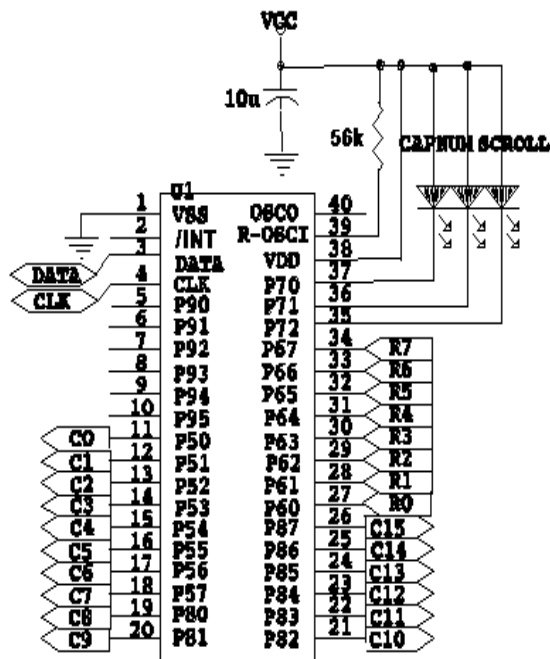 VCC
10u
56k
CAPNUM SCROLL
U1
1 VSS OSCO 40
2 /INT R-OSCI 39
3 DATA VDD 38
DATA
4 CLK P70 37
CLK
5 P90 P71 36
6 P91 P72 35
7 P92 P67 34 R7
8 P93 P66 33 R6
9 P94 P65 32 R5
10 P95 P64 31 R4
C0 11 P50 P63 30 R3
C1 12 P51 P62 29 R2
C2 13 P52 P61 28 R1
C3 14 P53 P60 27 R0
C4 15 P54 P87 26 C15
C5 16 P55 P86 25 C14
C6 17 P56 P85 24 C13
C7 18 P57 P84 23 C12
C8 19 P80 P83 22 C11
C9 20 P81 P82 21 C10